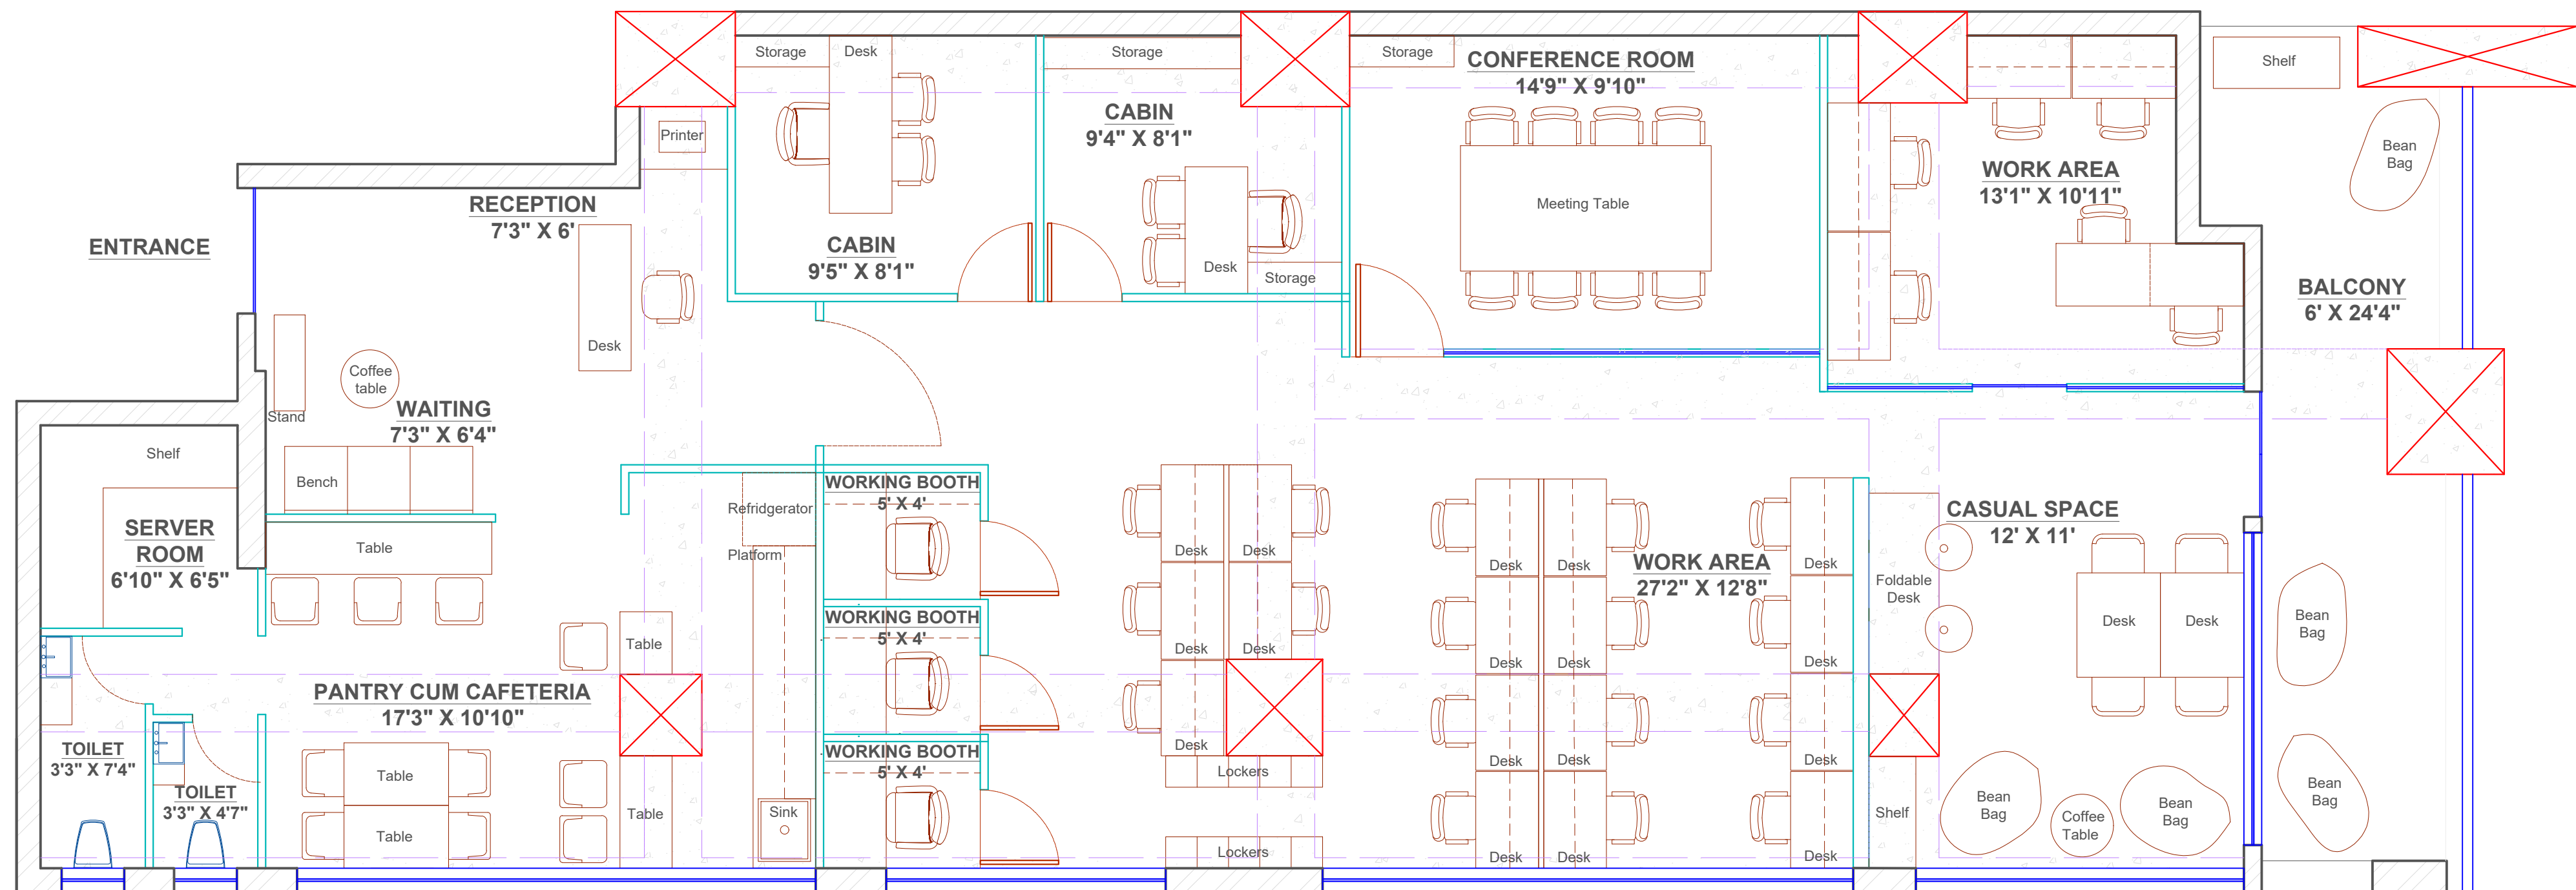 Storage
Desk
Storage
Storage
CONFERENCE ROOM
14'9" X 9'10"
Shelf
Printer
CABIN
9'4" X 8'1"
Bean
Bag
WORK AREA
13'1" X 10'11"
RECEPTION
7'3" X 6'
Meeting Table
ENTRANCE
CABIN
9'5" X 8'1"
Desk
Storage
BALCONY
6' X 24'4"
Desk
Coffee
table
Stand
WAITING
7'3" X 6'4"
Shelf
Bench
WORKING BOOTH
5' X 4'
Refridgerator
Platform
CASUAL SPACE
12' X 11'
SERVER
ROOM
6'10" X 6'5"
Table
Desk
Desk
Desk
Desk
WORK AREA
27'2" X 12'8"
Desk
Foldable
Desk
WORKING BOOTH
5' X 4'
Table
Desk
Desk
Desk
Desk
Desk
Desk
Desk
Bean
Bag
PANTRY CUM CAFETERIA
17'3" X 10'10"
TOILET
3'3" X 7'4"
TOILET
3'3" X 4'7"
Table
Table
Table
Sink
WORKING BOOTH
5' X 4'
Desk
Lockers
Lockers
Desk
Desk
Desk
Desk
Desk
Desk
Shelf
Bean
Bag
Coffee
Table
Bean
Bag
Bean
Bag